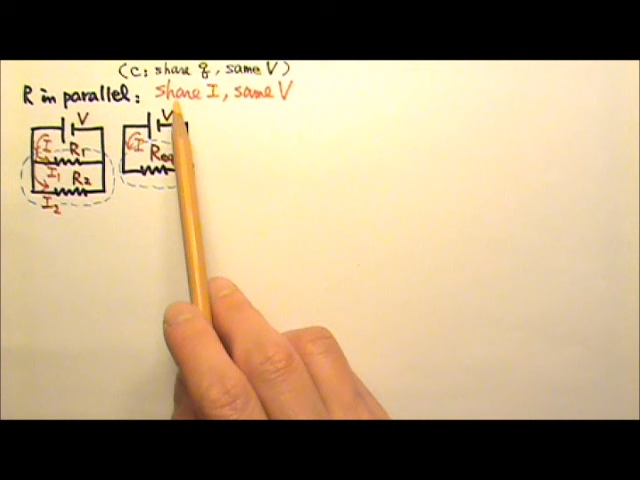 (C: share q, same V)
R in parallel: share I, same V
V V
I R1 I Req
I1 R2
I2